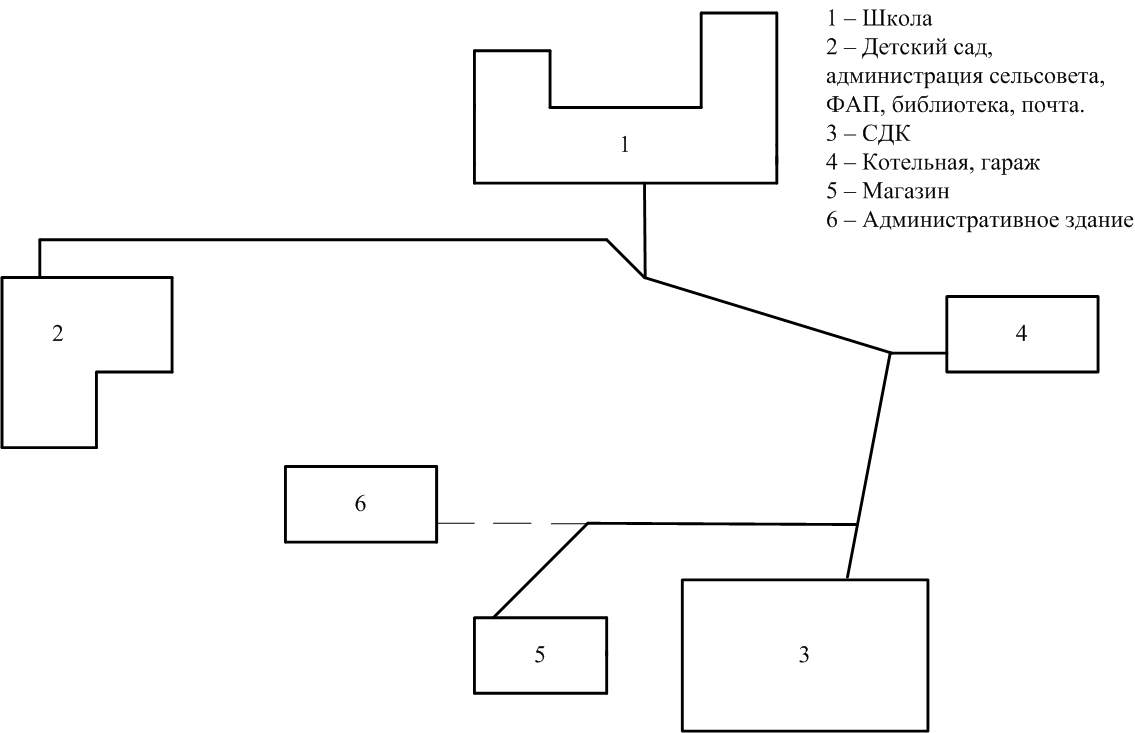 1 – Школа
2 – Детский сад,
администрация сельсовета,
ФАП, библиотека, почта.
3 – СДК
4 – Котельная, гараж
5 – Магазин
6 – Административное здание
1
2
4
6
5
3